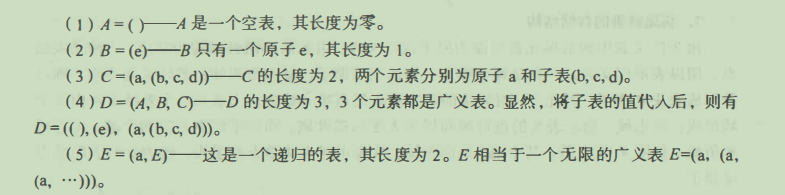 （1）A = ( )——A 是一个空表，其长度为零。
（2）B = (e)——B 只有一个原子 e，其长度为 1。
（3）C = (a, (b, c, d))——C 的长度为 2，两个元素分别为原子 a 和子表(b, c, d)。
（4）D = (A, B, C)——D 的长度为 3，3 个元素都是广义表。显然，将子表的值代入后，则有
D = (( ), (e)，(a, (b, c, d)))。
（5）E = (a, E)——这是一个递归的表，其长度为 2。E 相当于一个无限的广义表 E=(a，(a，
(a，···)))。